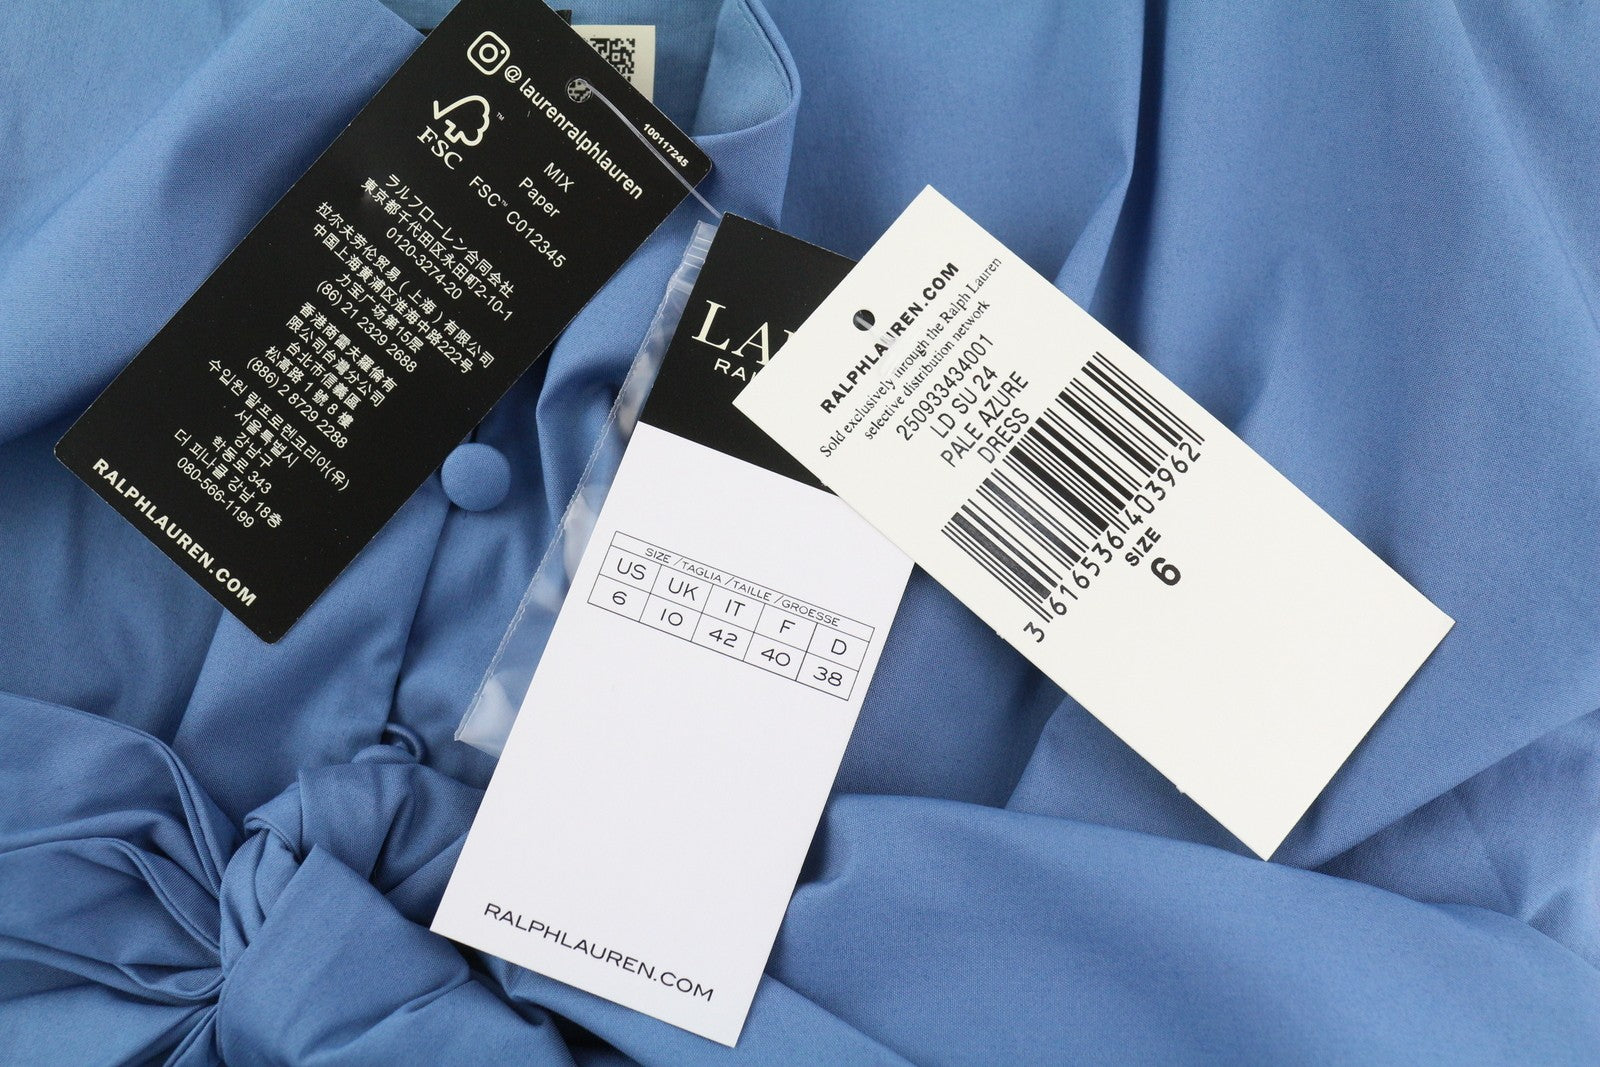 @laurenralphlauren
100117245
FSC™
MIX
Paper
FSC™ C012345
ラルフローレン合同会社
東京都千代田区永田町2-10-1
0120-3274-20
拉尔夫劳伦贸易(上海)有限公司
中国上海黄浦区淮海中路222号
力宝广场第15层
(86) 21 2329 2688
香港商雷夫羅倫有
限公司台灣分公司
台北市信義區
松高路1號8樓
(886) 2 8729 2288
수입원 랄프로렌코리아(유)
서울특별시
강남구
학동로 343
더 피나클 강남 18층
080-566-1199
RALPHLAUREN.COM
LA
RA
SIZE /TAGLIA /TAILLE /GROESSE
US UK IT F D
6 10 42 40 38
RALPHLAUREN.COM
RALPHLAUREN.COM
Sold exclusively through the Ralph Lauren
selective distribution network
250933434001
LD SU 24
PALE AZURE
DRESS
3 616536 403962
SIZE
6